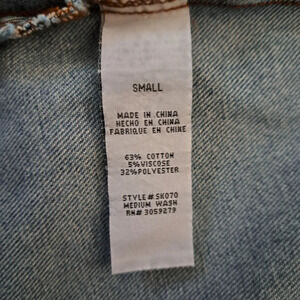 SMALL
MADE IN CHINA
HECHO EN CHINA
FABRIQUE EN CHINE
63% COTTON
5%VISCOSE
32%POLYESTER
STYLE#:SK070
MEDIUM WASH
RN# 3059279